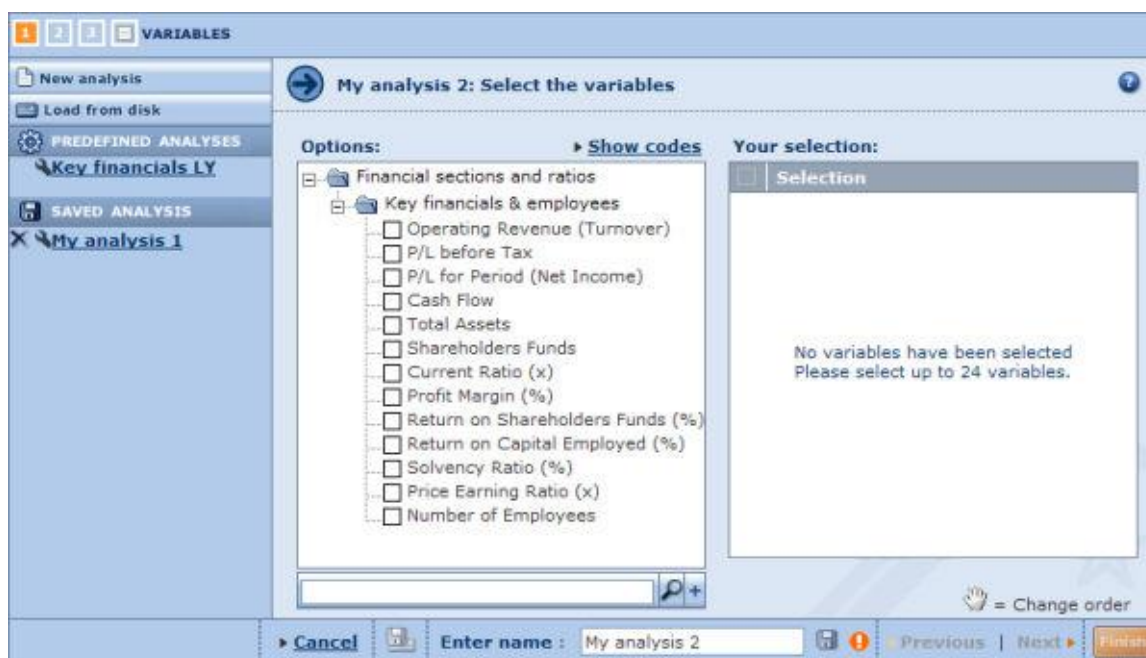 1 2 3 VARIABLES
New analysis
Load from disk
PREDEFINED ANALYSES
Key financials LY
SAVED ANALYSIS
My analysis 1
My analysis 2: Select the variables
Options:
Show codes
Financial sections and ratios
Key financials & employees
Operating Revenue (Turnover)
P/L before Tax
P/L for Period (Net Income)
Cash Flow
Total Assets
Shareholders Funds
Current Ratio (x)
Profit Margin (%)
Return on Shareholders Funds (%)
Return on Capital Employed (%)
Solvency Ratio (%)
Price Earning Ratio (x)
Number of Employees
Your selection:
Selection
No variables have been selected
Please select up to 24 variables.
= Change order
Cancel Enter name : My analysis 2 Previous | Next Finish